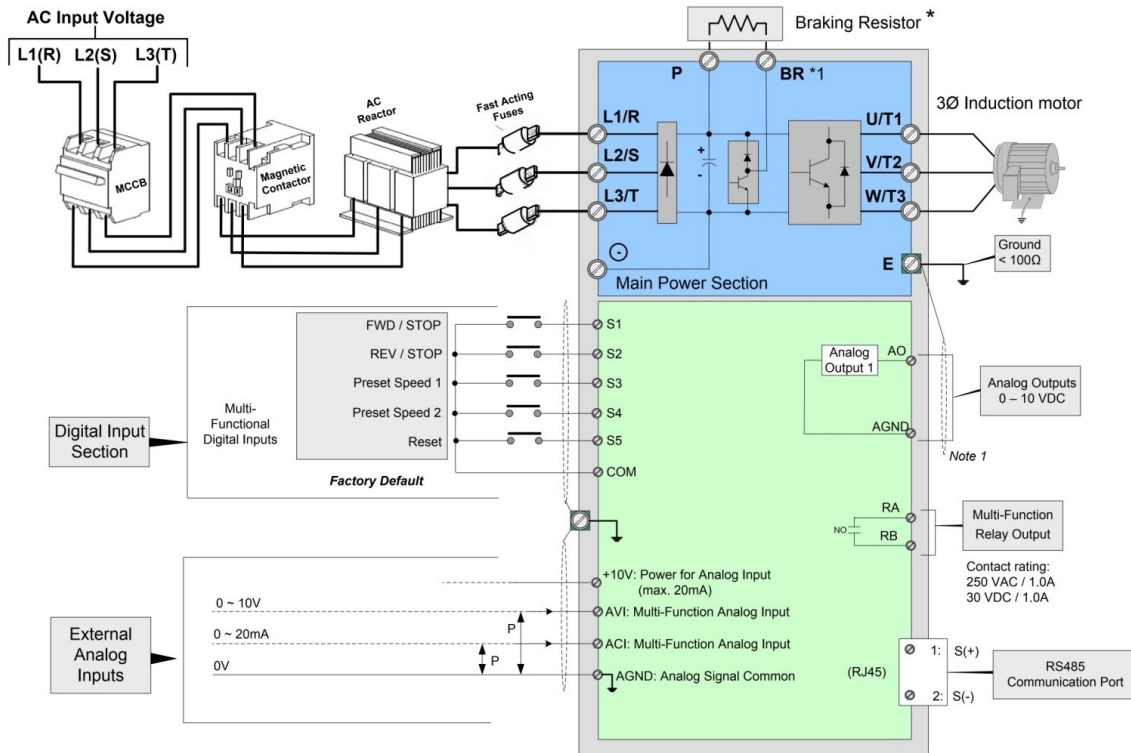 AC Input Voltage
L1(R) L2(S) L3(T)
MCCB
Magnetic
Contactor
AC
Reactor
Fast Acting
Fuses
Braking Resistor *
P
BR *1
L1/R
L2/S
L3/T
+
-
-
Main Power Section
U/T1
V/T2
W/T3
E
3Ø Induction motor
Ground
< 100Ω
Digital Input
Section
Multi-
Functional
Digital Inputs
FWD / STOP
REV / STOP
Preset Speed 1
Preset Speed 2
Reset
Factory Default
S1
S2
S3
S4
S5
COM
Analog
Output 1
AO
AGND
Analog Outputs
0 – 10 VDC
Note 1
NO
RA
RB
Multi-Function
Relay Output
Contact rating:
250 VAC / 1.0A
30 VDC / 1.0A
External
Analog
Inputs
0 ~ 10V
0 ~ 20mA
0V
P
P
+10V: Power for Analog Input
(max. 20mA)
AVI: Multi-Function Analog Input
ACI: Multi-Function Analog Input
AGND: Analog Signal Common
(RJ45)
1: S(+)
2: S(-)
RS485
Communication Port